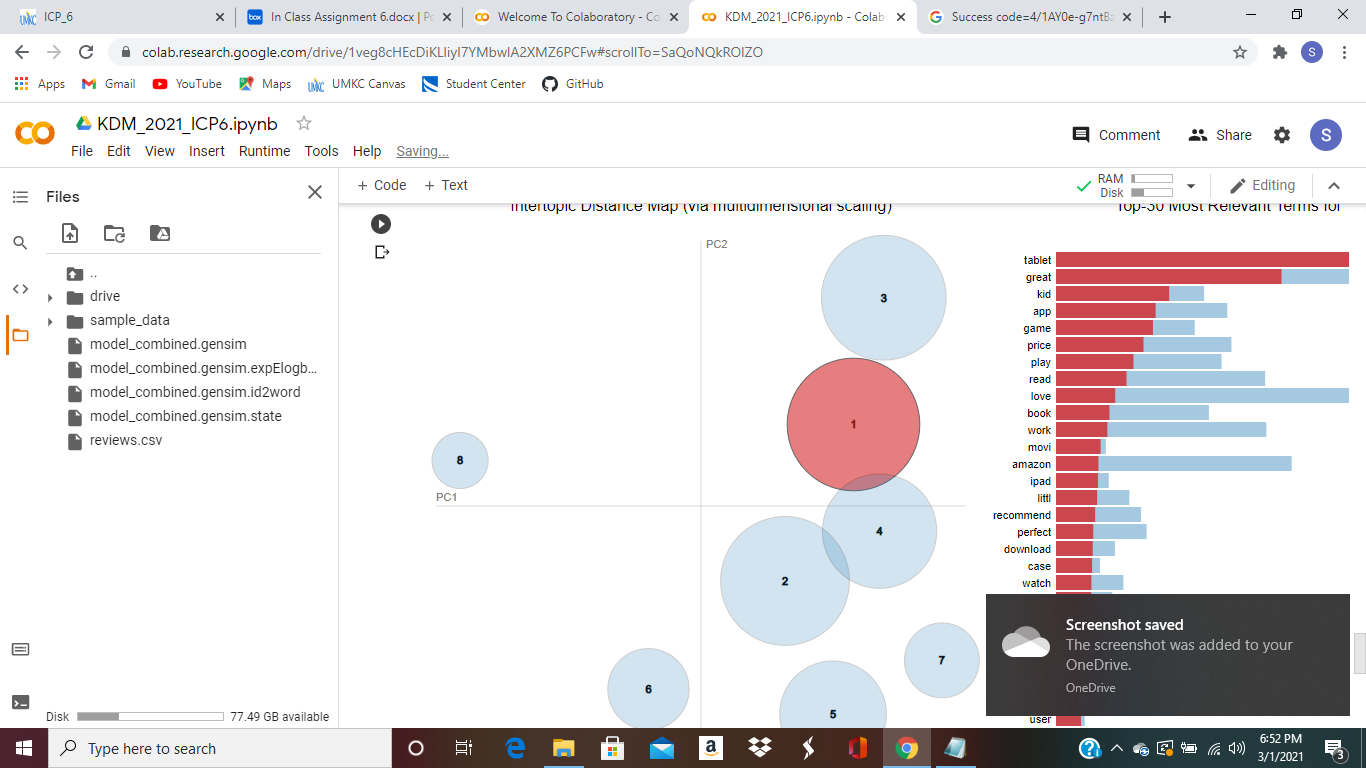 ICP_6
In Class Assignment 6.docx | Po
Welcome To Colaboratory - Co
KDM_2021_ICP6.ipynb - Colab
Success code=4/1AY0e-g7ntB
colab.research.google.com/drive/1veg8cHEcDiKLliyI7YMbwIA2XMZ6PCFw#scrollTo=SaQoNQkROIZO
S
Apps
Gmail
YouTube
Maps
UMKC
UMKC Canvas
Student Center
GitHub
KDM_2021_ICP6.ipynb
File Edit View Insert Runtime Tools Help Saving...
Comment
Share
S
Files
+ Code + Text
RAM
Disk
Editing
..
drive
sample_data
model_combined.gensim
model_combined.gensim.expElogb...
model_combined.gensim.id2word
model_combined.gensim.state
reviews.csv
Disk
77.49 GB available
Intertopic Distance Map (via multidimensional scaling)
PC2
3
1
8
PC1
4
2
7
6
5
Top-30 Most Relevant Terms for
tablet
great
kid
app
game
price
play
read
love
book
work
movi
amazon
ipad
littl
recommend
perfect
download
case
watch
user
Screenshot saved
The screenshot was added to your
OneDrive.
OneDrive
Type here to search
6:52 PM
3/1/2021
3